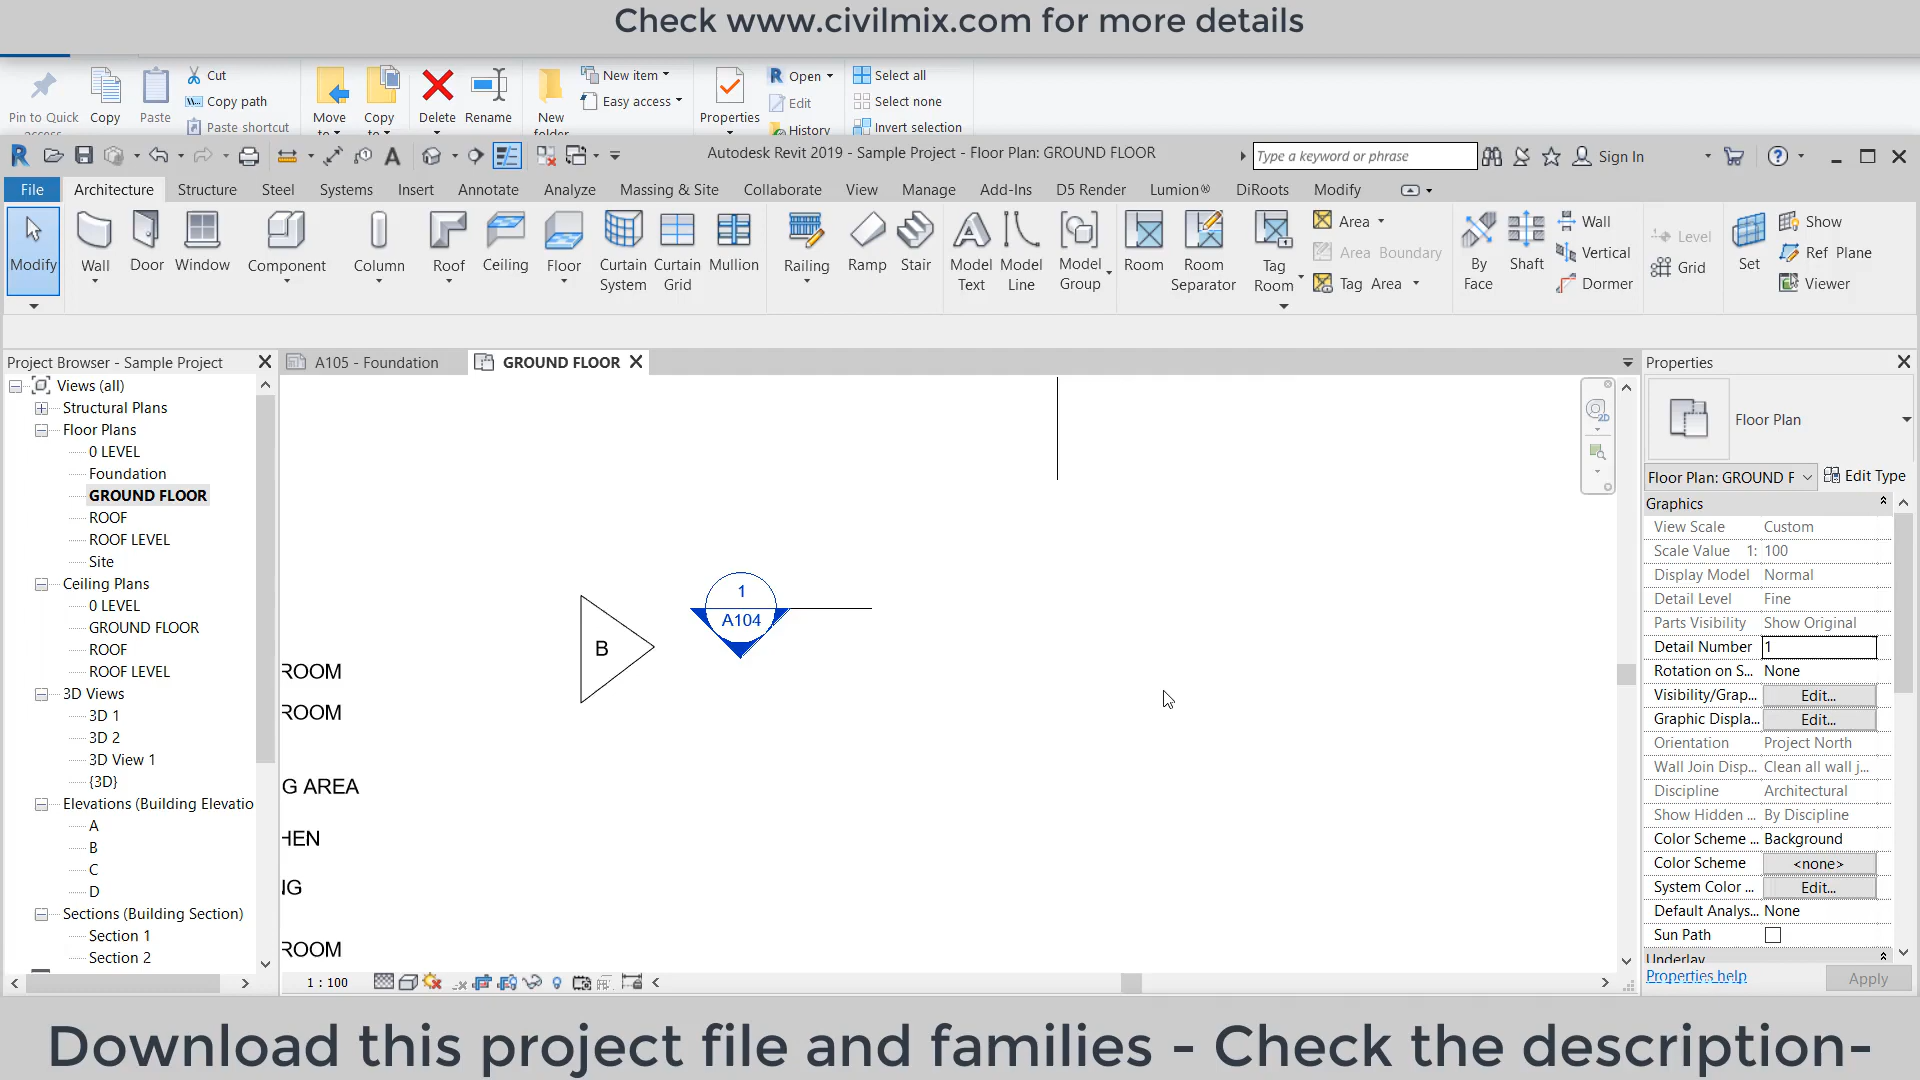 Check www.civilmix.com for more details
Pin to Quick access
Copy
Paste
Cut
Copy path
Paste shortcut
Move to
Copy to
Delete
Rename
New folder
New item
Easy access
Properties
Open
Edit
History
Select all
Select none
Invert selection
Autodesk Revit 2019 - Sample Project - Floor Plan: GROUND FLOOR
Type a keyword or phrase
Sign In
File Architecture Structure Steel Systems Insert Annotate Analyze Massing & Site Collaborate View Manage Add-Ins D5 Render Lumion® DiRoots Modify
Modify
Wall
Door
Window
Component
Column
Roof
Ceiling
Floor
Curtain System
Curtain Grid
Mullion
Railing
Ramp
Stair
Model Text
Model Line
Model Group
Room
Room Separator
Tag Room
Area
Area Boundary
Tag Area
By Face
Shaft
Wall
Vertical
Dormer
Level
Grid
Set
Show
Ref Plane
Viewer
Project Browser - Sample Project
Views (all)
Structural Plans
Floor Plans
0 LEVEL
Foundation
GROUND FLOOR
ROOF
ROOF LEVEL
Site
Ceiling Plans
0 LEVEL
GROUND FLOOR
ROOF
ROOF LEVEL
3D Views
3D 1
3D 2
3D View 1
{3D}
Elevations (Building Elevatio
A
B
C
D
Sections (Building Section)
Section 1
Section 2
A105 - Foundation
GROUND FLOOR
1
A104
B
ROOM
ROOM
G AREA
HEN
NG
ROOM
2D
1 : 100
Properties
Floor Plan
Floor Plan: GROUND F
Edit Type
Graphics
View Scale Custom
Scale Value 1: 100
Display Model Normal
Detail Level Fine
Parts Visibility Show Original
Detail Number 1
Rotation on S... None
Visibility/Grap... Edit...
Graphic Displa... Edit...
Orientation Project North
Wall Join Disp... Clean all wall j...
Discipline Architectural
Show Hidden ... By Discipline
Color Scheme ... Background
Color Scheme <none>
System Color ... Edit...
Default Analys... None
Sun Path
Underlay
Properties help
Apply
Download this project file and families - Check the description-